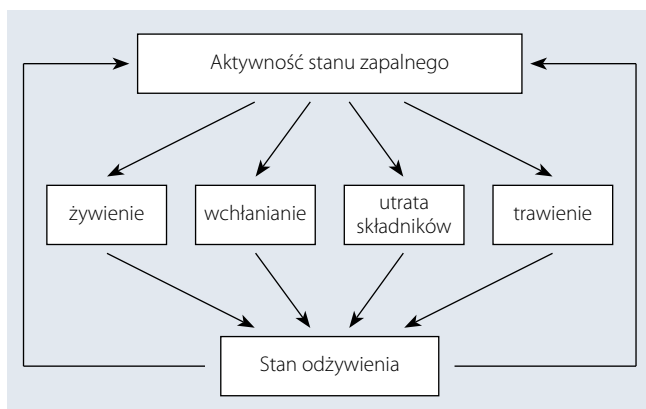 Aktywność stanu zapalnego
żywienie
wchłanianie
utrata
składników
trawienie
Stan odżywienia